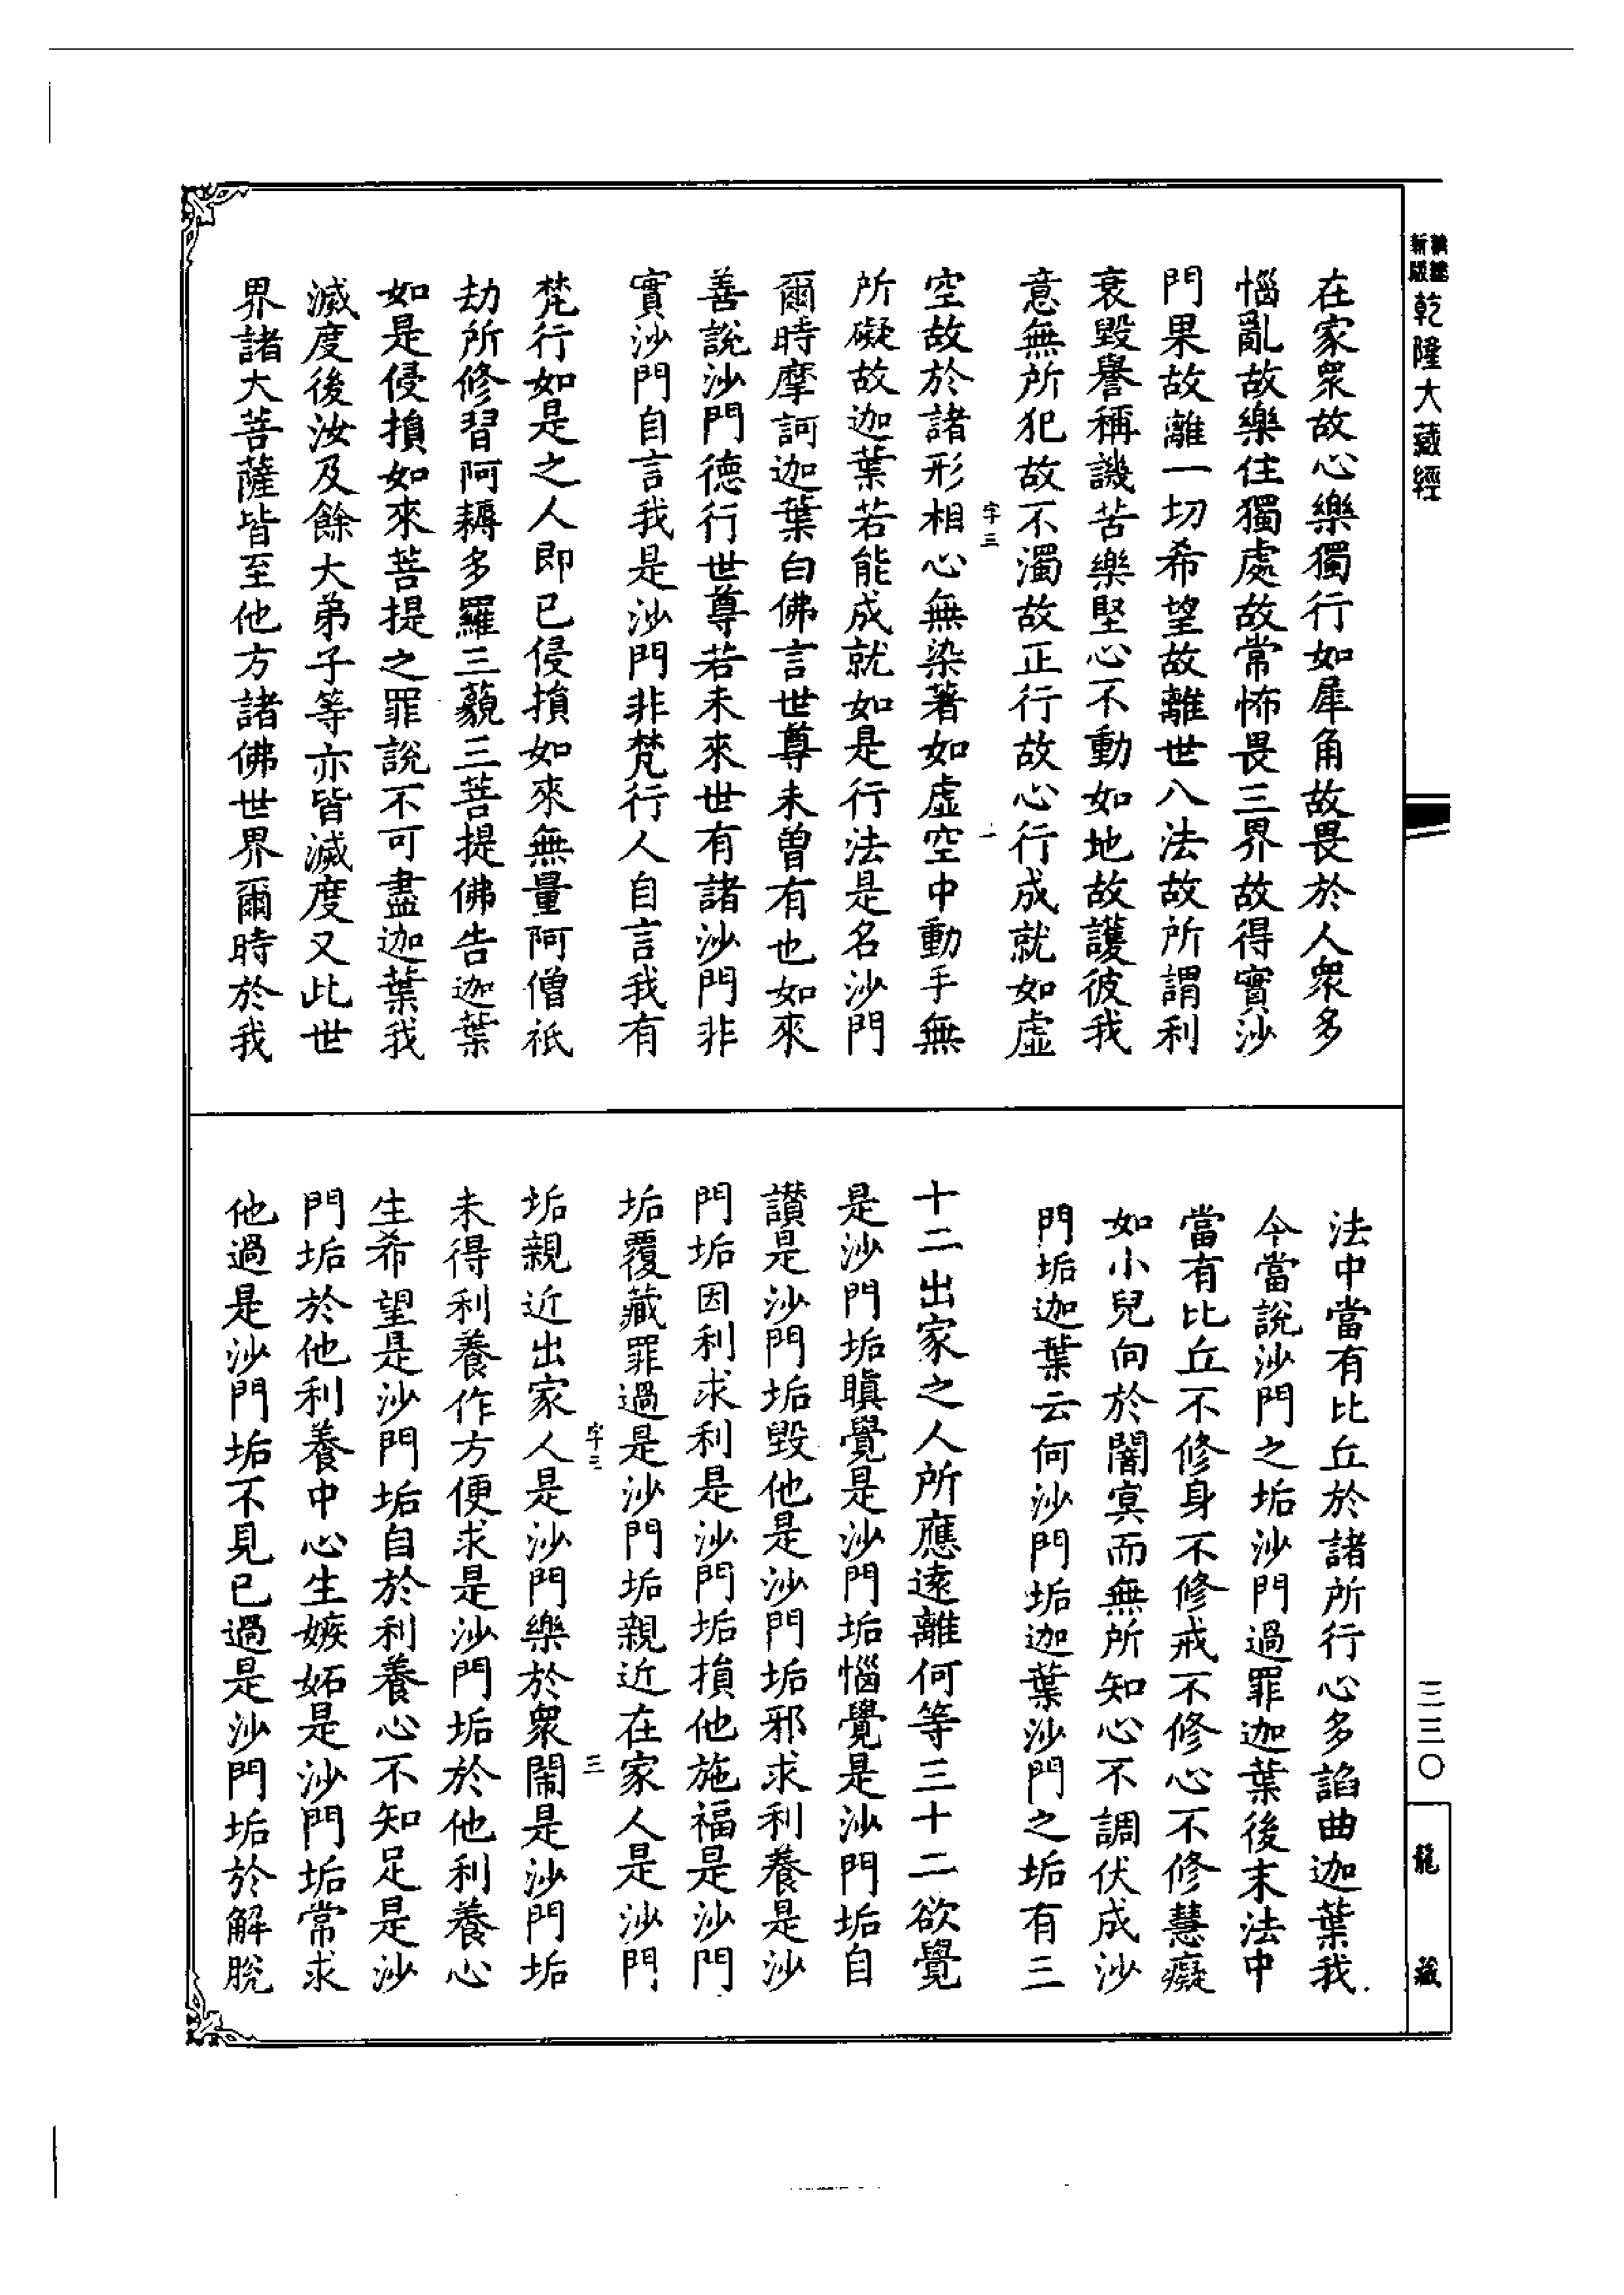 乾隆大藏經
在家眾故心樂獨行如犀角故畏於人眾多
惱亂故樂住獨處故常怖畏三界故得實沙
門果故離一切希望故離世八法故所謂利
衰毀譽稱譏苦樂堅心不動如地故護彼我
意無所犯故不濁故正行故心行成就如虛
字三
空故於諸形相心無染著如虛空中動手無
所礙故迦葉若能成就如是行法是名沙門
爾時摩訶迦葉白佛言世尊未曾有也如來
善說沙門德行世尊若未來世有諸沙門非
實沙門自言我是沙門非梵行人自言我有
梵行如是之人即已侵損如來無量阿僧祇
劫所修習阿耨多羅三藐三菩提佛告迦葉
如是侵損如來菩提之罪說不可盡迦葉我
滅度後汝及餘大弟子等亦皆滅度又此世
界諸大菩薩皆至他方諸佛世界爾時於我
法中當有比丘於諸所行心多諂曲迦葉我
今當說沙門之垢沙門過罪迦葉後末法中
當有比丘不修身不修戒不修心不修慧癡
如小兒向於闇冥而無所知心不調伏成沙
門垢迦葉云何沙門垢迦葉沙門之垢有三
十二出家之人所應遠離何等三十二欲覺
是沙門垢瞋覺是沙門垢惱覺是沙門垢自
讚是沙門垢毀他是沙門垢邪求利養是沙
門垢因利求利是沙門垢損他施福是沙門
垢覆藏罪過是沙門垢親近在家人是沙門
字三
三
垢親近出家人是沙門樂於眾鬧是沙門垢
未得利養作方便求是沙門垢於他利養心
生希望是沙門垢自於利養心不知足是沙
門垢於他利養中心生嫉妬是沙門垢常求
他過是沙門垢不見已過是沙門垢於解脫
三三〇
龍藏